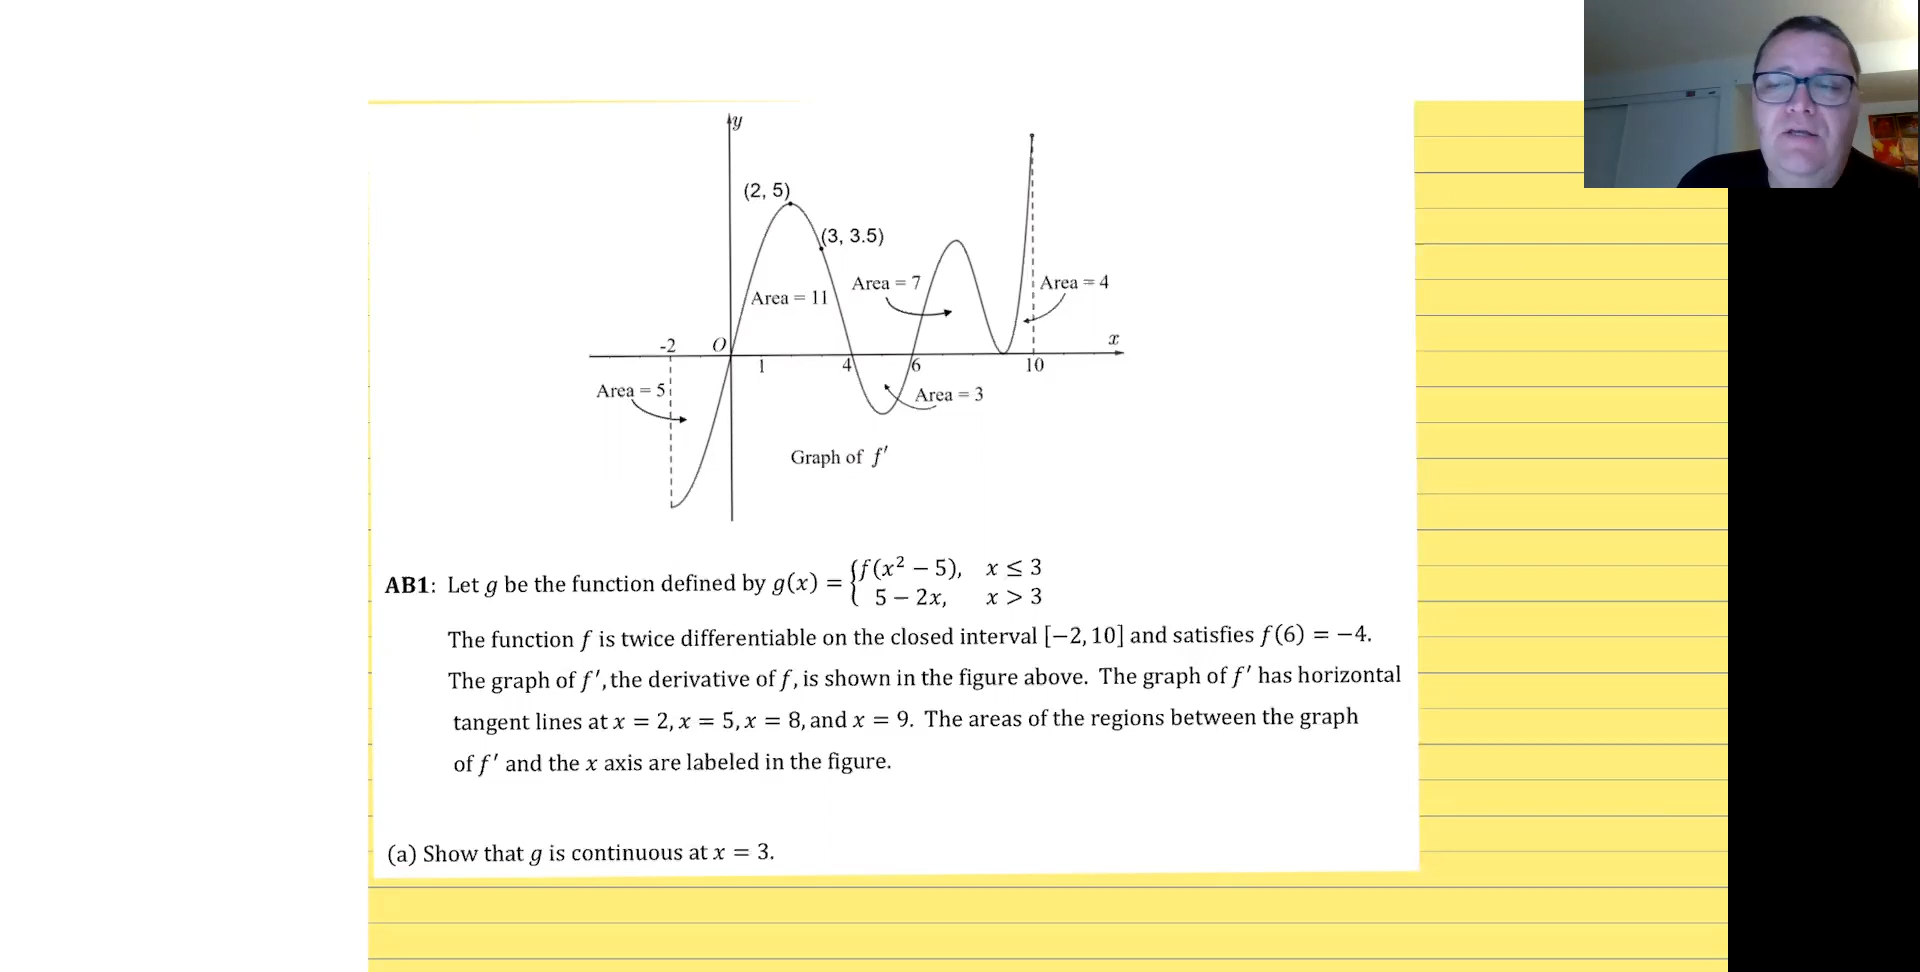 y
(2, 5)
(3, 3.5)
Area = 7
Area = 4
Area = 11
-2
O
x
1
4
6
10
Area = 5
Area = 3
Graph of f′
AB1: Let g be the function defined by g(x) = { f(x² − 5), x ≤ 3
5 − 2x, x > 3
The function f is twice differentiable on the closed interval [−2, 10] and satisfies f(6) = −4.
The graph of f′, the derivative of f, is shown in the figure above. The graph of f′ has horizontal
tangent lines at x = 2, x = 5, x = 8, and x = 9. The areas of the regions between the graph
of f′ and the x axis are labeled in the figure.
(a) Show that g is continuous at x = 3.